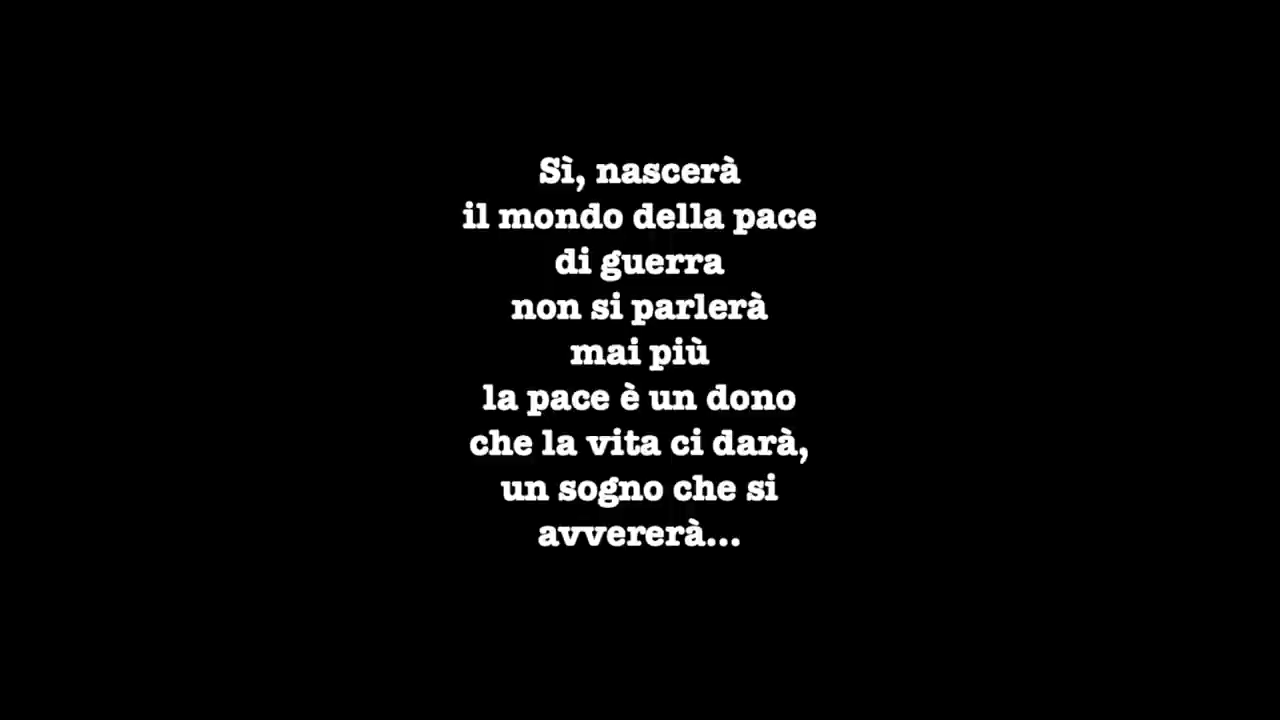 Sì, nascerà
il mondo della pace
di guerra
non si parlerà
mai più
la pace è un dono
che la vita ci darà,
un sogno che si
avvererà...